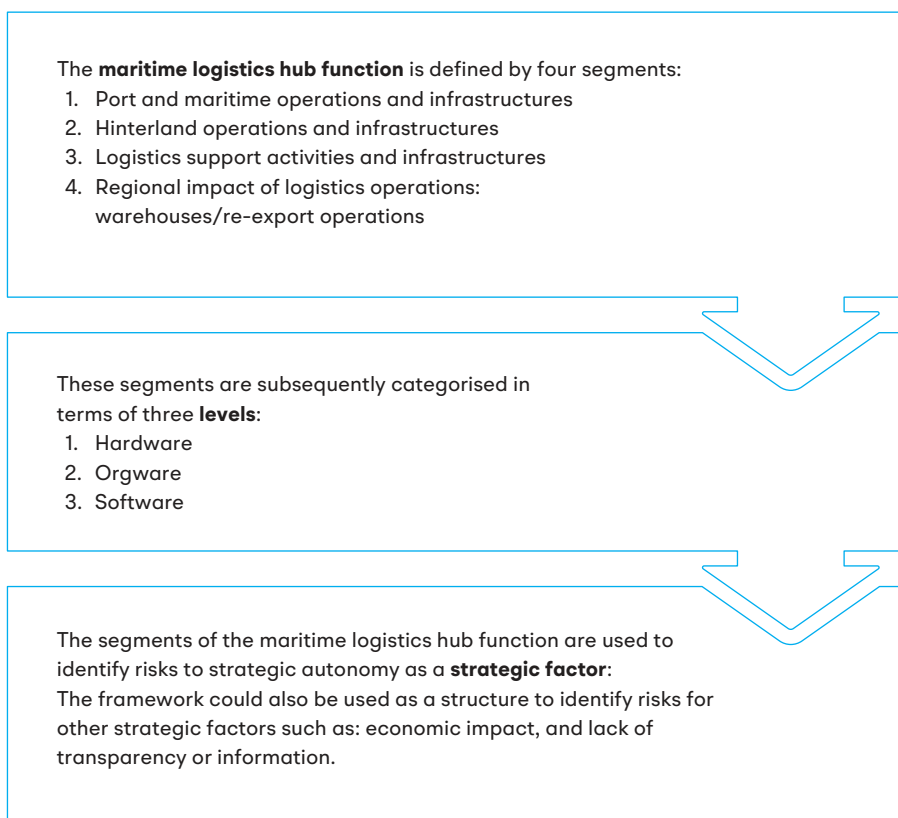 The maritime logistics hub function is defined by four segments:
1. Port and maritime operations and infrastructures
2. Hinterland operations and infrastructures
3. Logistics support activities and infrastructures
4. Regional impact of logistics operations:
warehouses/re-export operations
These segments are subsequently categorised in
terms of three levels:
1. Hardware
2. Orgware
3. Software
The segments of the maritime logistics hub function are used to
identify risks to strategic autonomy as a strategic factor:
The framework could also be used as a structure to identify risks for
other strategic factors such as: economic impact, and lack of
transparency or information.